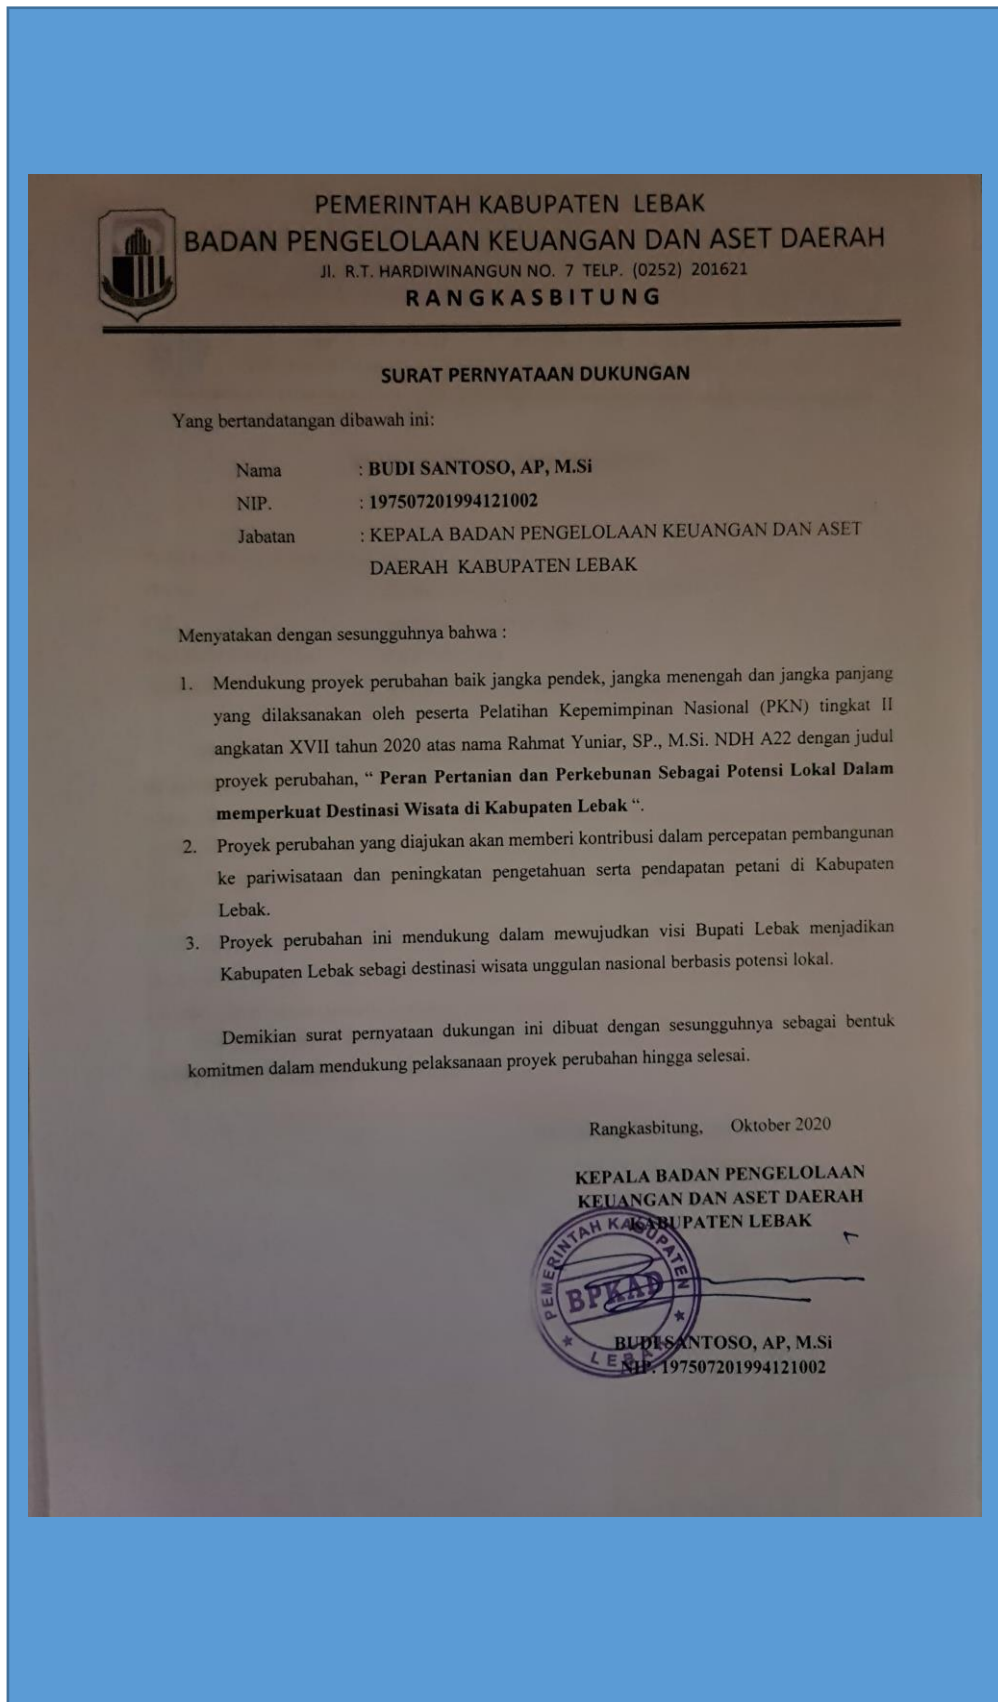 PEMERINTAH KABUPATEN LEBAK
BADAN PENGELOLAAN KEUANGAN DAN ASET DAERAH
Jl. R.T. HARDIWINANGUN NO. 7 TELP. (0252) 201621
RANGKASBITUNG
SURAT PERNYATAAN DUKUNGAN
Yang bertandatangan dibawah ini:
Nama : BUDI SANTOSO, AP, M.Si
NIP. : 197507201994121002
Jabatan : KEPALA BADAN PENGELOLAAN KEUANGAN DAN ASET
DAERAH KABUPATEN LEBAK
Menyatakan dengan sesungguhnya bahwa :
1. Mendukung proyek perubahan baik jangka pendek, jangka menengah dan jangka panjang
yang dilaksanakan oleh peserta Pelatihan Kepemimpinan Nasional (PKN) tingkat II
angkatan XVII tahun 2020 atas nama Rahmat Yuniar, SP., M.Si. NDH A22 dengan judul
proyek perubahan, “ Peran Pertanian dan Perkebunan Sebagai Potensi Lokal Dalam
memperkuat Destinasi Wisata di Kabupaten Lebak “.
2. Proyek perubahan yang diajukan akan memberi kontribusi dalam percepatan pembangunan
ke pariwisataan dan peningkatan pengetahuan serta pendapatan petani di Kabupaten
Lebak.
3. Proyek perubahan ini mendukung dalam mewujudkan visi Bupati Lebak menjadikan
Kabupaten Lebak sebagi destinasi wisata unggulan nasional berbasis potensi lokal.
Demikian surat pernyataan dukungan ini dibuat dengan sesungguhnya sebagai bentuk
komitmen dalam mendukung pelaksanaan proyek perubahan hingga selesai.
Rangkasbitung, Oktober 2020
KEPALA BADAN PENGELOLAAN
KEUANGAN DAN ASET DAERAH
KABUPATEN LEBAK
PEMERINTAH KABUPATEN
BPKAD
LEBAK
BUDI SANTOSO, AP, M.Si
NIP. 197507201994121002